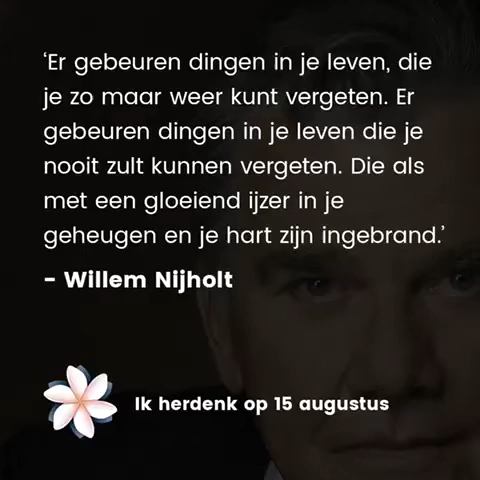 ‘Er gebeuren dingen in je leven, die
je zo maar weer kunt vergeten. Er
gebeuren dingen in je leven die je
nooit zult kunnen vergeten. Die als
met een gloeiend ijzer in je
geheugen en je hart zijn ingebrand.’
- Willem Nijholt
Ik herdenk op 15 augustus